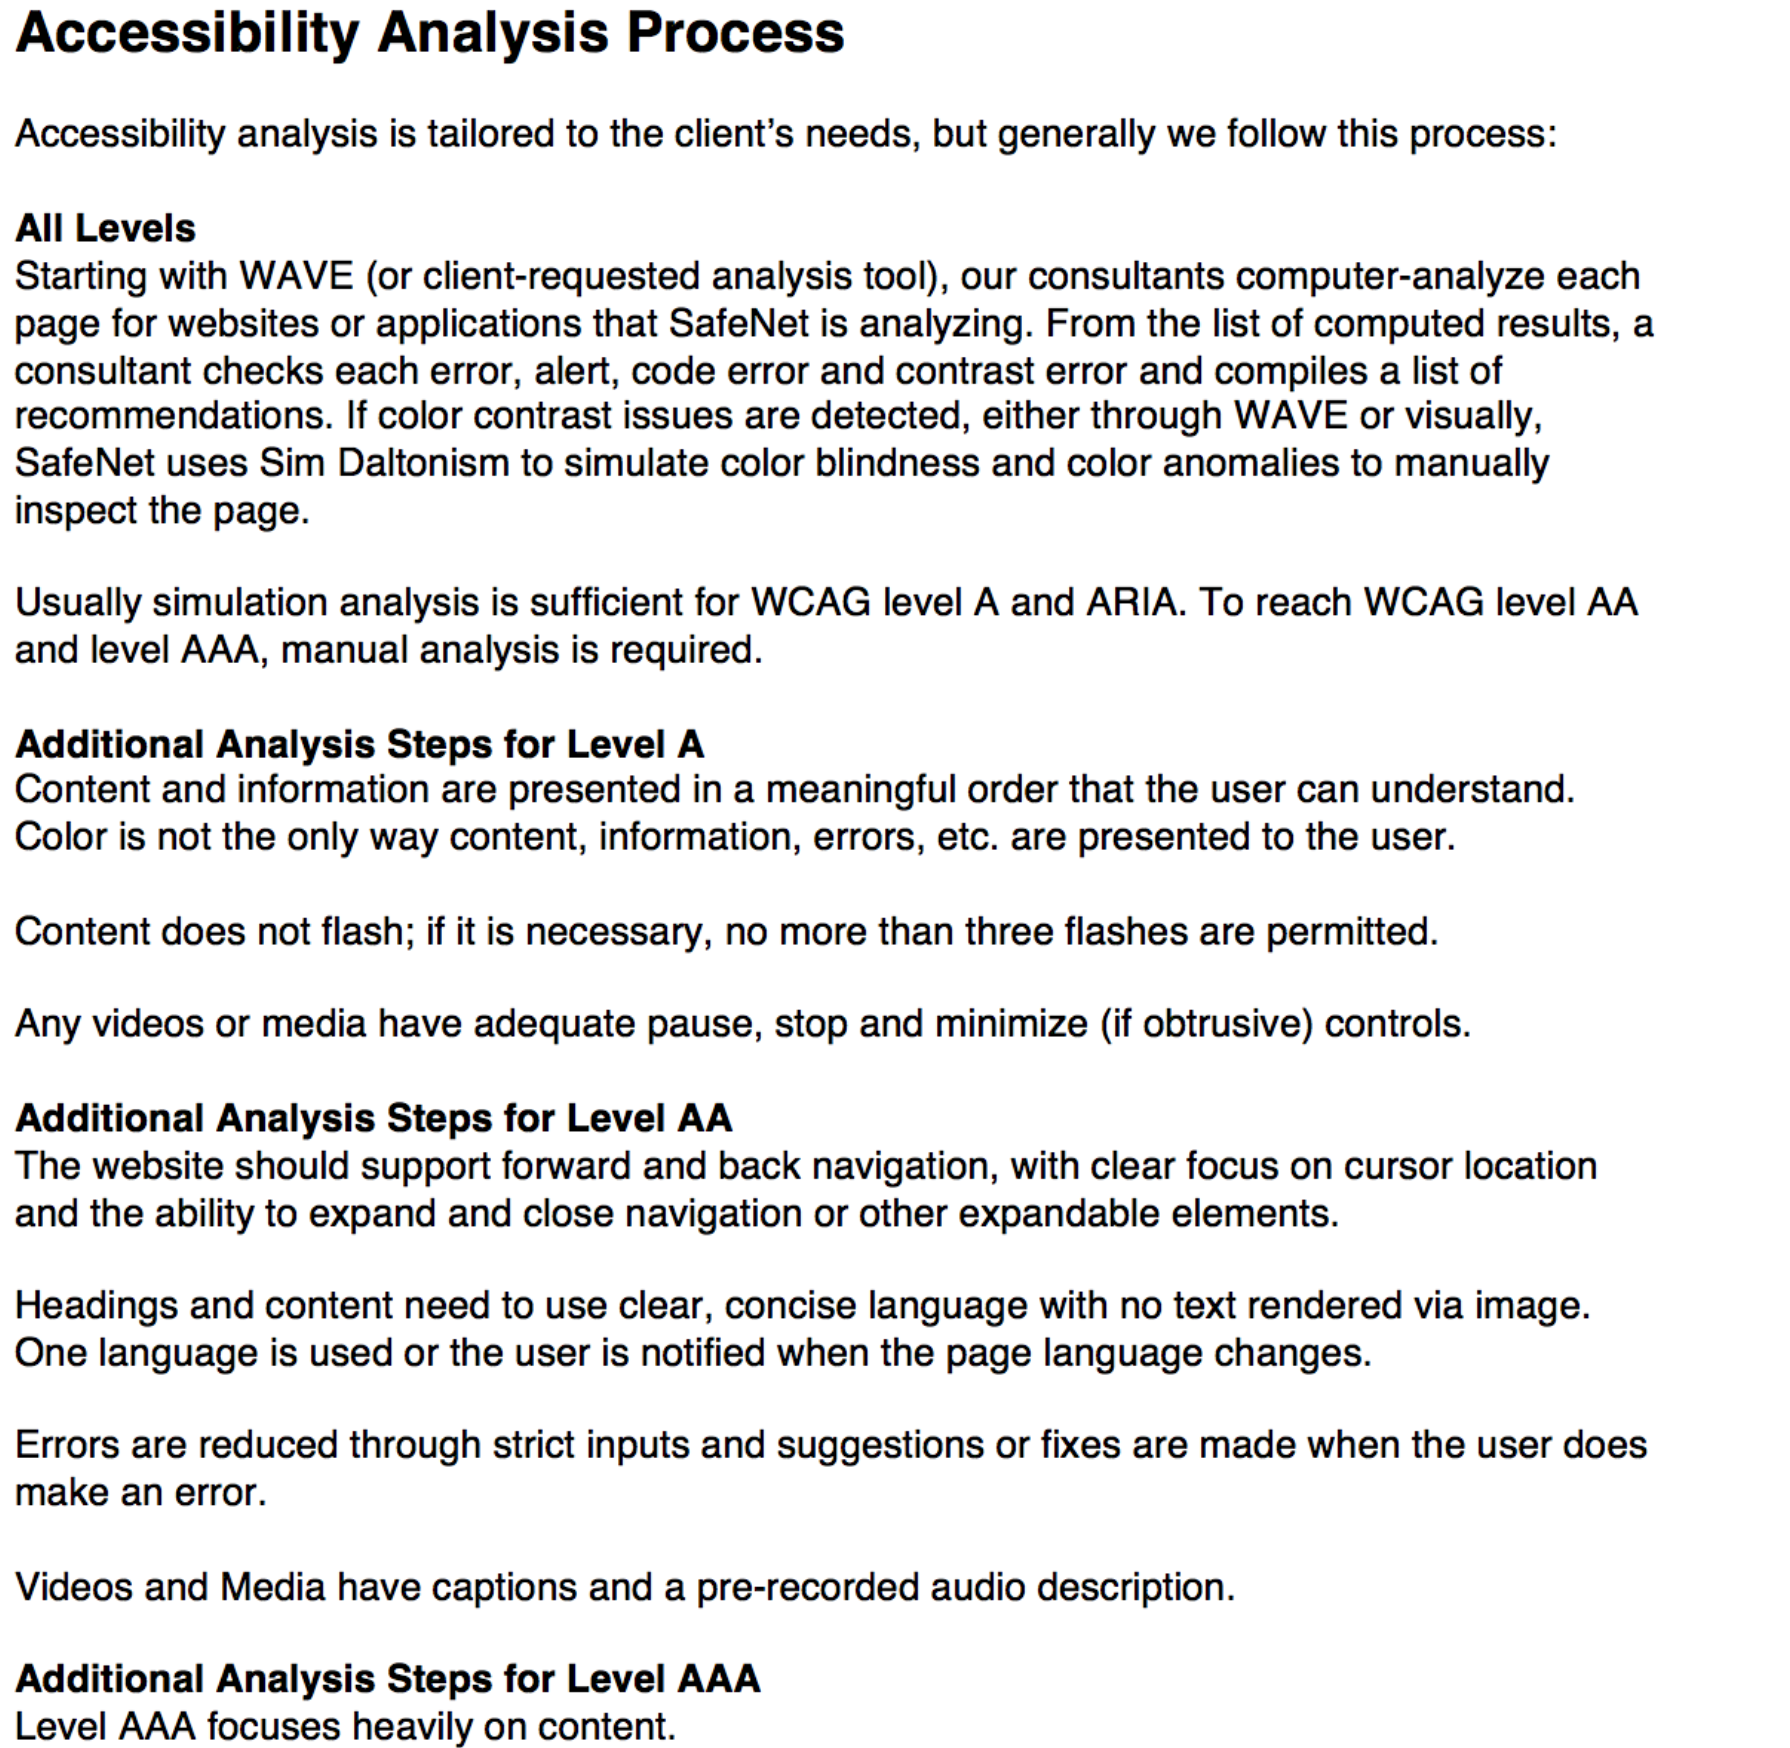 Accessibility Analysis Process
Accessibility analysis is tailored to the client’s needs, but generally we follow this process:
All Levels
Starting with WAVE (or client-requested analysis tool), our consultants computer-analyze each
page for websites or applications that SafeNet is analyzing. From the list of computed results, a
consultant checks each error, alert, code error and contrast error and compiles a list of
recommendations. If color contrast issues are detected, either through WAVE or visually,
SafeNet uses Sim Daltonism to simulate color blindness and color anomalies to manually
inspect the page.
Usually simulation analysis is sufficient for WCAG level A and ARIA. To reach WCAG level AA
and level AAA, manual analysis is required.
Additional Analysis Steps for Level A
Content and information are presented in a meaningful order that the user can understand.
Color is not the only way content, information, errors, etc. are presented to the user.
Content does not flash; if it is necessary, no more than three flashes are permitted.
Any videos or media have adequate pause, stop and minimize (if obtrusive) controls.
Additional Analysis Steps for Level AA
The website should support forward and back navigation, with clear focus on cursor location
and the ability to expand and close navigation or other expandable elements.
Headings and content need to use clear, concise language with no text rendered via image.
One language is used or the user is notified when the page language changes.
Errors are reduced through strict inputs and suggestions or fixes are made when the user does
make an error.
Videos and Media have captions and a pre-recorded audio description.
Additional Analysis Steps for Level AAA
Level AAA focuses heavily on content.